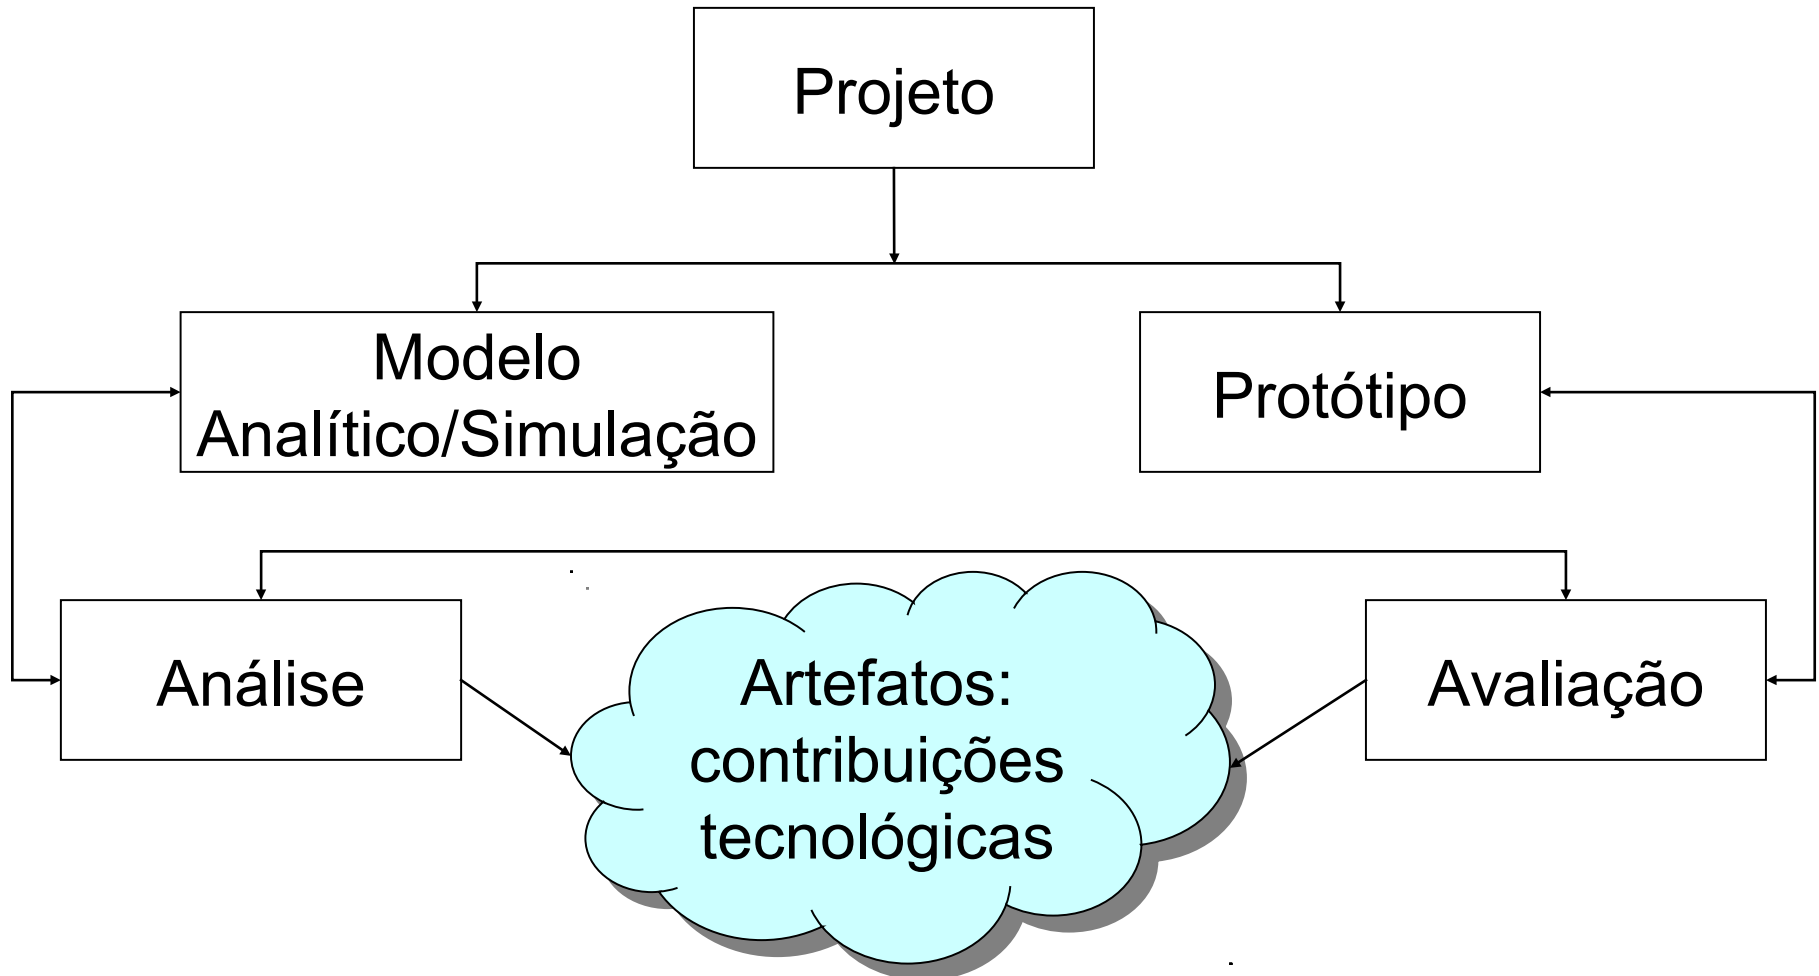 Projeto
Modelo
Analítico/Simulação
Protótipo
Análise
Artefatos:
contribuições
tecnológicas
Avaliação